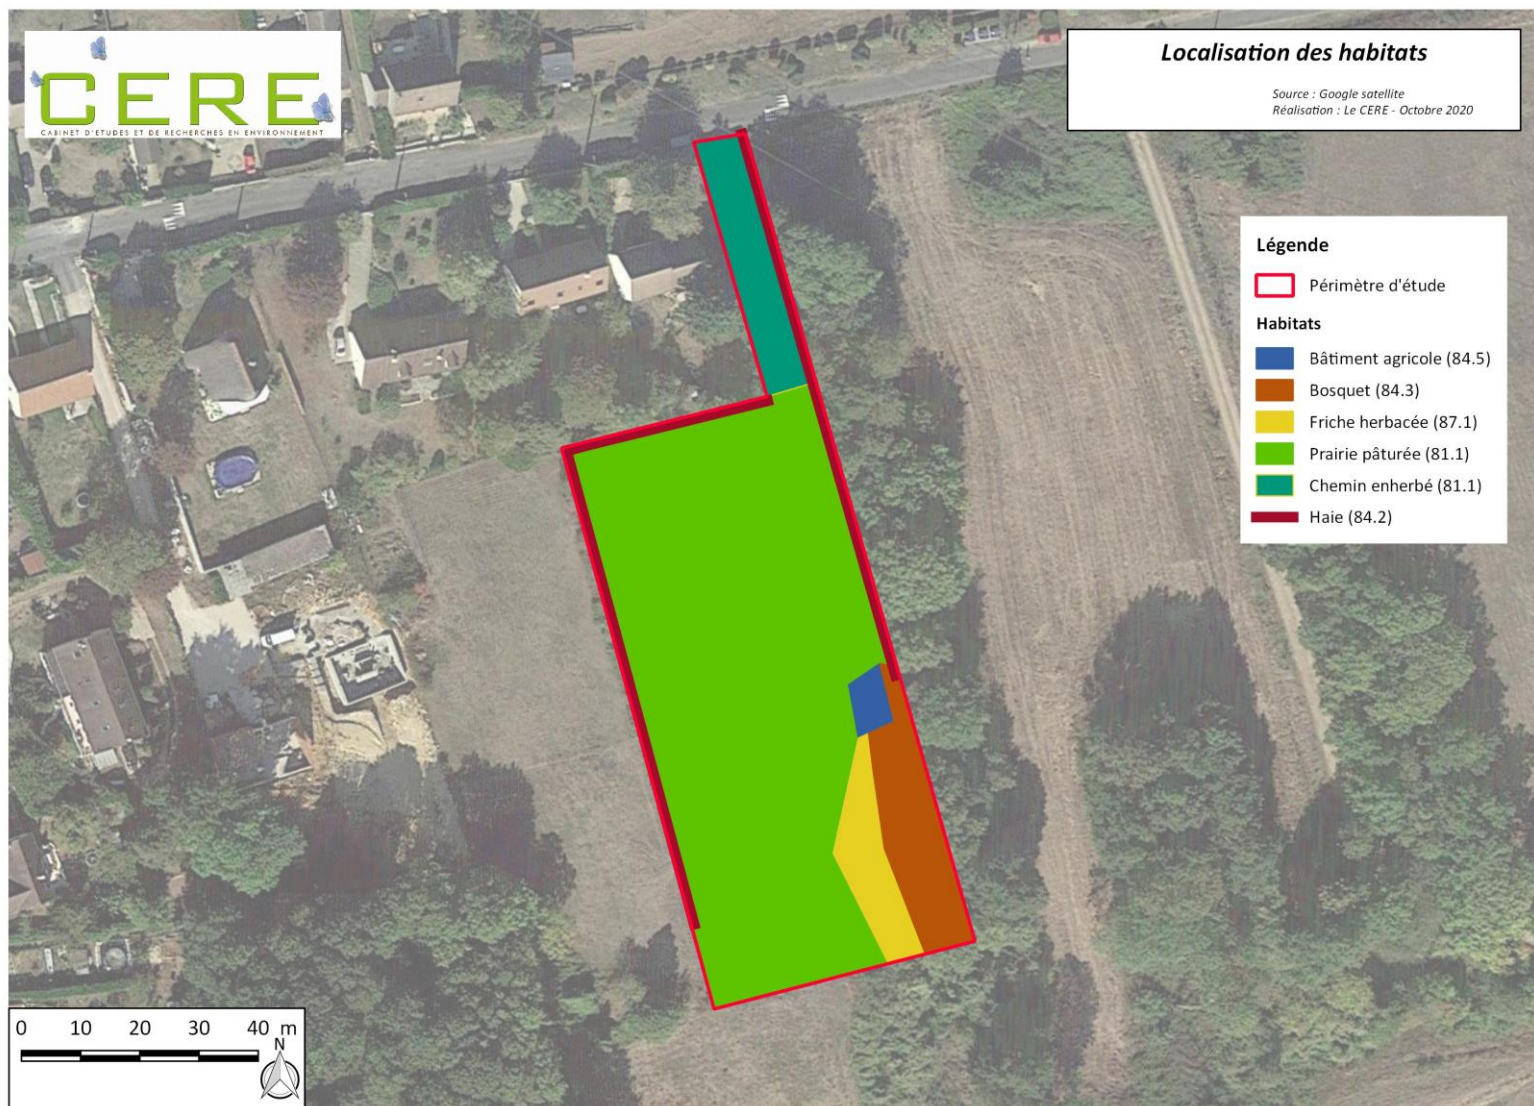 CERE
CABINET D'ETUDES ET DE RECHERCHES EN ENVIRONNEMENT
Localisation des habitats
Source : Google satellite
Réalisation : Le CERE - Octobre 2020
Légende
Périmètre d'étude
Habitats
Bâtiment agricole (84.5)
Bosquet (84.3)
Friche herbacée (87.1)
Prairie pâturée (81.1)
Chemin enherbé (81.1)
Haie (84.2)
0 10 20 30 40 m
N